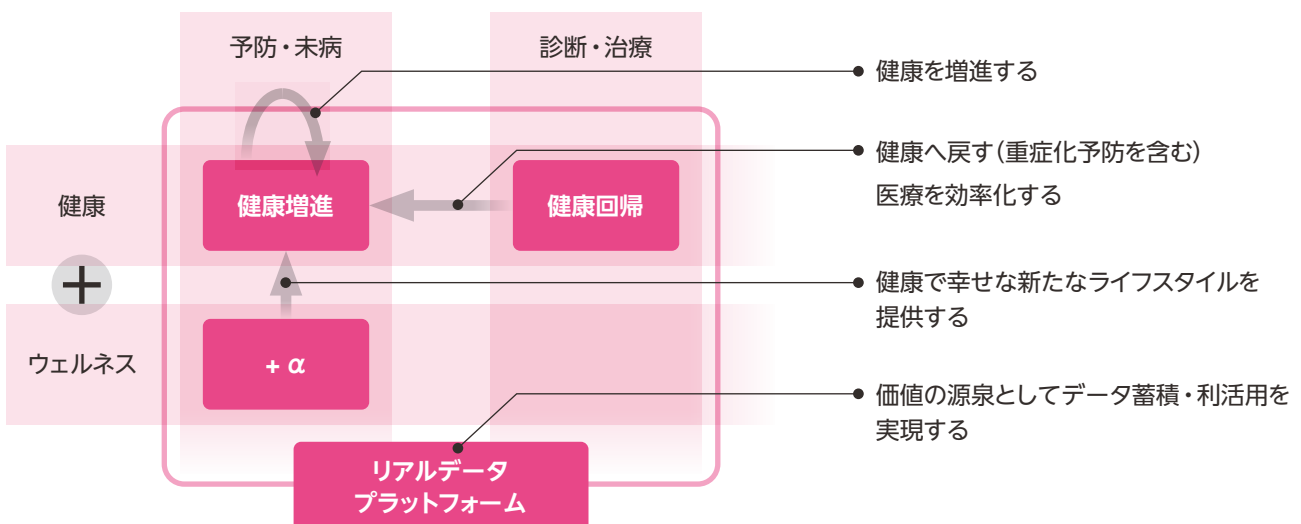 予防・未病
診断・治療
健康を増進する
健康へ戻す(重症化予防を含む)
医療を効率化する
健康
健康増進
健康回帰
+
健康で幸せな新たなライフスタイルを
提供する
ウェルネス
+ α
価値の源泉としてデータ蓄積・利活用を
実現する
リアルデータ
プラットフォーム